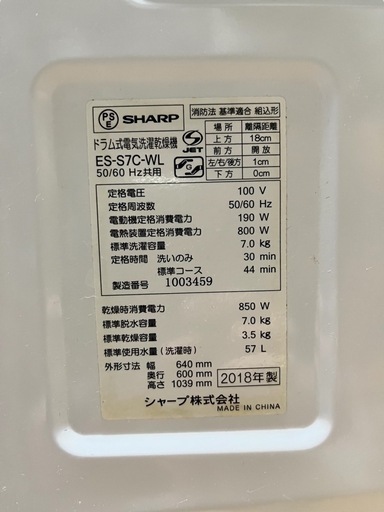 PS E SHARP
ドラム式電気洗濯乾燥機
ES-S7C-WL
50/60 Hz共用
S JET
G
消防法 基準適合 組込形
場所 離隔距離
上方 18cm
前方 開放
左/右/後方 1cm
下方 0cm
定格電圧 100 V
定格周波数 50/60 Hz
電動機定格消費電力 190 W
電熱装置定格消費電力 800 W
標準洗濯容量 7.0 kg
定格時間 洗いのみ 30 min
標準コース 44 min
製造番号 1003459
乾燥時消費電力 850 W
標準脱水容量 7.0 kg
標準乾燥容量 3.5 kg
標準使用水量(洗濯時) 57 L
外形寸法 幅 640 mm
奥行 600 mm
高さ 1039 mm
2018年製
シャープ株式会社
MADE IN CHINA